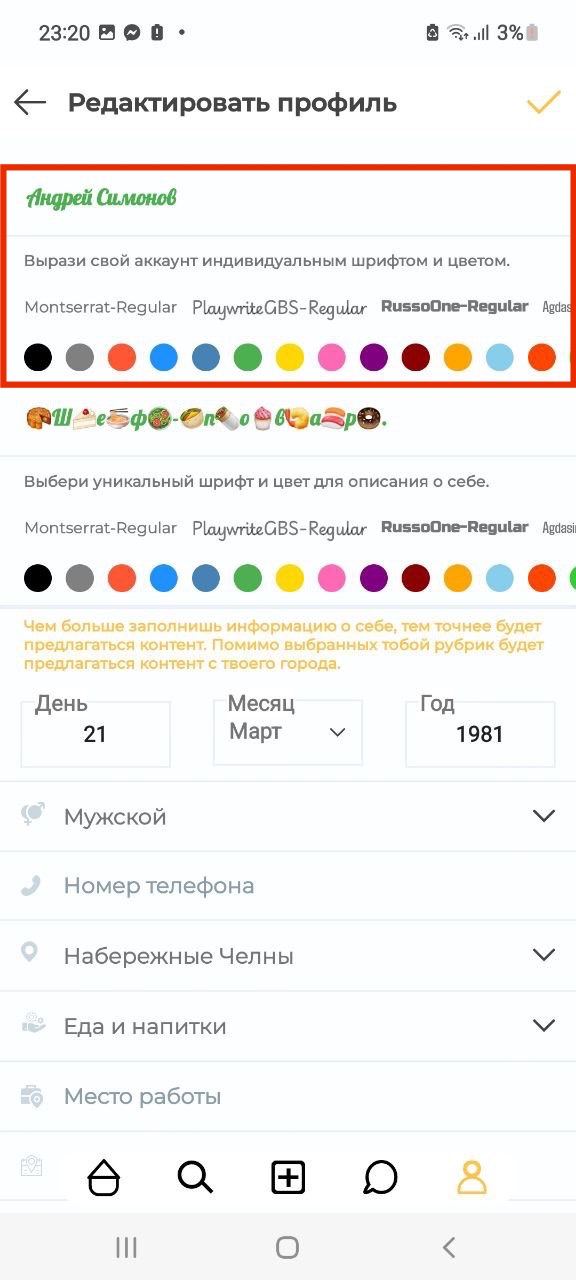 23:20 3%
Редактировать профиль
Андрей Симонов
Вырази свой аккаунт индивидуальным шрифтом и цветом.
Montserrat-Regular PlaywriteGBS-Regular RussoOne-Regular Agdas
🥮Ш🍰е🍜ф🥗-🌮п🌯о🧁в🍤а🍣р🍩.
Выбери уникальный шрифт и цвет для описания о себе.
Montserrat-Regular PlaywriteGBS-Regular RussoOne-Regular Agdasi
Чем больше заполнишь информацию о себе, тем точнее будет
предлагаться контент. Помимо выбранных тобой рубрик будет
предлагаться контент с твоего города.
День Месяц Год
21 Март 1981
Мужской
Номер телефона
Набережные Челны
Еда и напитки
Место работы